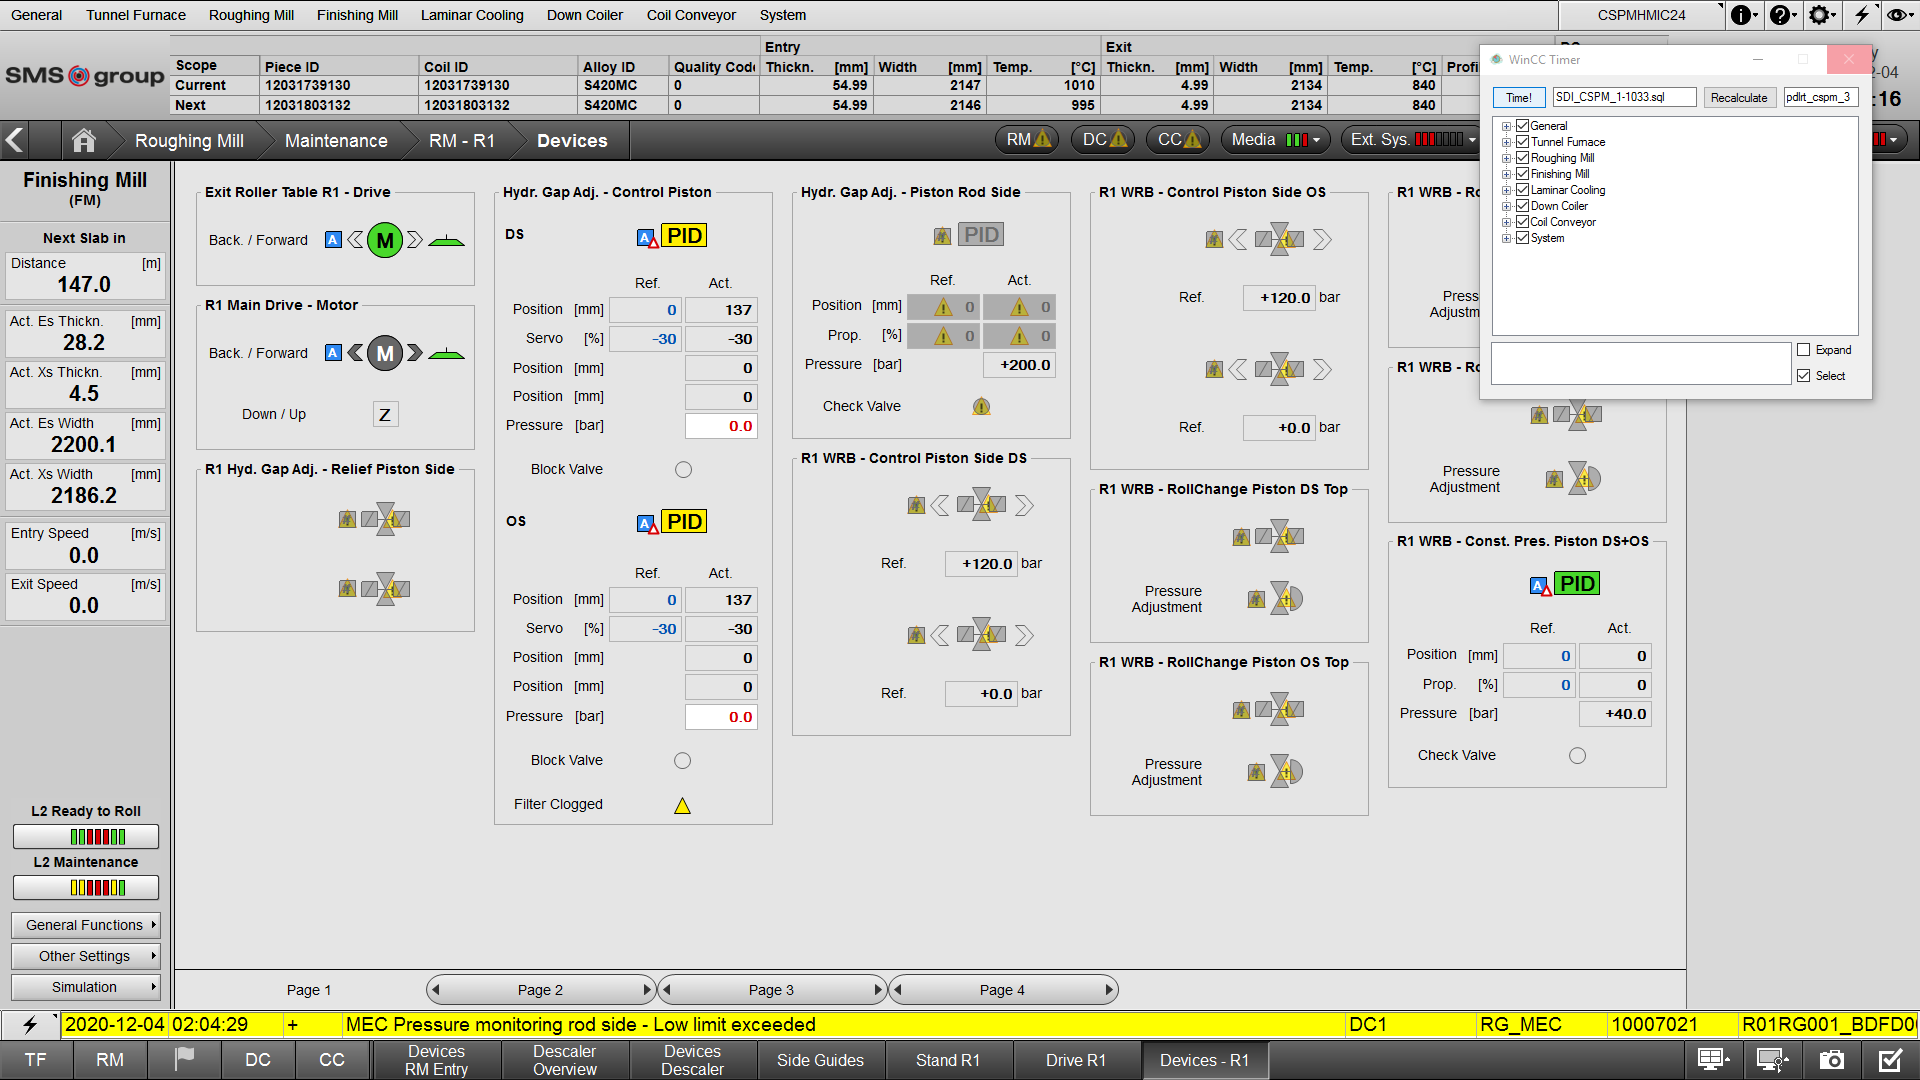 General Tunnel Furnace Roughing Mill Finishing Mill Laminar Cooling Down Coiler Coil Conveyor System CSPMHMIC24
SMS group
Entry Exit
Scope Piece ID Coil ID Alloy ID Quality Code Thickn. [mm] Width [mm] Temp. [°C] Thickn. [mm] Width [mm] Temp. [°C] Profi
Current 12031739130 12031739130 S420MC 0 54.99 2147 1010 4.99 2134 840
Next 12031803132 12031803132 S420MC 0 54.99 2146 995 4.99 2134 840
2-04
:16
Roughing Mill Maintenance RM - R1 Devices RM DC CC Media Ext. Sys.
WinCC Timer
Time! SDI_CSPM_1-1033.sql Recalculate pdlrt_cspm_3
General
Tunnel Furnace
Roughing Mill
Finishing Mill
Laminar Cooling
Down Coiler
Coil Conveyor
System
Expand
Select
Finishing Mill
(FM)
Next Slab in
Distance [m]
147.0
Act. Es Thickn. [mm]
28.2
Act. Xs Thickn. [mm]
4.5
Act. Es Width [mm]
2200.1
Act. Xs Width [mm]
2186.2
Entry Speed [m/s]
0.0
Exit Speed [m/s]
0.0
L2 Ready to Roll
L2 Maintenance
General Functions
Other Settings
Simulation
Exit Roller Table R1 - Drive
Back. / Forward A M
R1 Main Drive - Motor
Back. / Forward A M
Down / Up Z
R1 Hyd. Gap Adj. - Relief Piston Side
Hydr. Gap Adj. - Control Piston
DS A PID
Ref. Act.
Position [mm] 0 137
Servo [%] -30 -30
Position [mm] 0
Position [mm] 0
Pressure [bar] 0.0
Block Valve
OS A PID
Ref. Act.
Position [mm] 0 137
Servo [%] -30 -30
Position [mm] 0
Position [mm] 0
Pressure [bar] 0.0
Block Valve
Filter Clogged
Hydr. Gap Adj. - Piston Rod Side
PID
Ref. Act.
Position [mm] 0 0
Prop. [%] 0 0
Pressure [bar] +200.0
Check Valve
R1 WRB - Control Piston Side DS
Ref. +120.0 bar
Ref. +0.0 bar
R1 WRB - Control Piston Side OS
Ref. +120.0 bar
Ref. +0.0 bar
R1 WRB - RollChange Piston DS Top
Pressure
Adjustment
R1 WRB - RollChange Piston OS Top
Pressure
Adjustment
R1 WRB - Ro
Pressu
Adjustm
R1 WRB - Ro
Pressure
Adjustment
R1 WRB - Const. Pres. Piston DS+OS
A PID
Ref. Act.
Position [mm] 0 0
Prop. [%] 0 0
Pressure [bar] +40.0
Check Valve
Page 1 Page 2 Page 3 Page 4
2020-12-04 02:04:29 + MEC Pressure monitoring rod side - Low limit exceeded DC1 RG_MEC 10007021 R01RG001_BDFD0
TF RM DC CC Devices RM Entry Descaler Overview Devices Descaler Side Guides Stand R1 Drive R1 Devices - R1